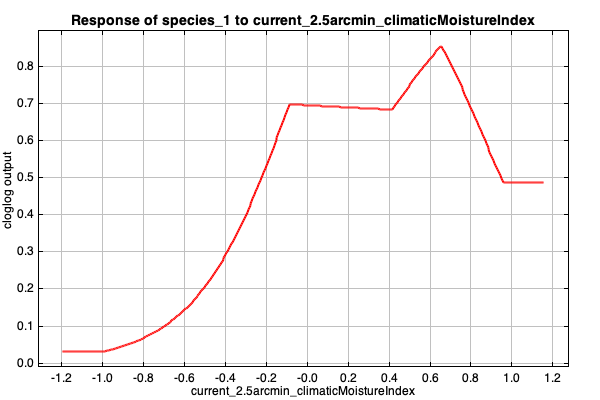 Response of species_1 to current_2.5arcmin_climaticMoistureIndex
cloglog output
0.8
0.7
0.6
0.5
0.4
0.3
0.2
0.1
0.0
-1.2 -1.0 -0.8 -0.6 -0.4 -0.2 0.0 0.2 0.4 0.6 0.8 1.0 1.2
current_2.5arcmin_climaticMoistureIndex